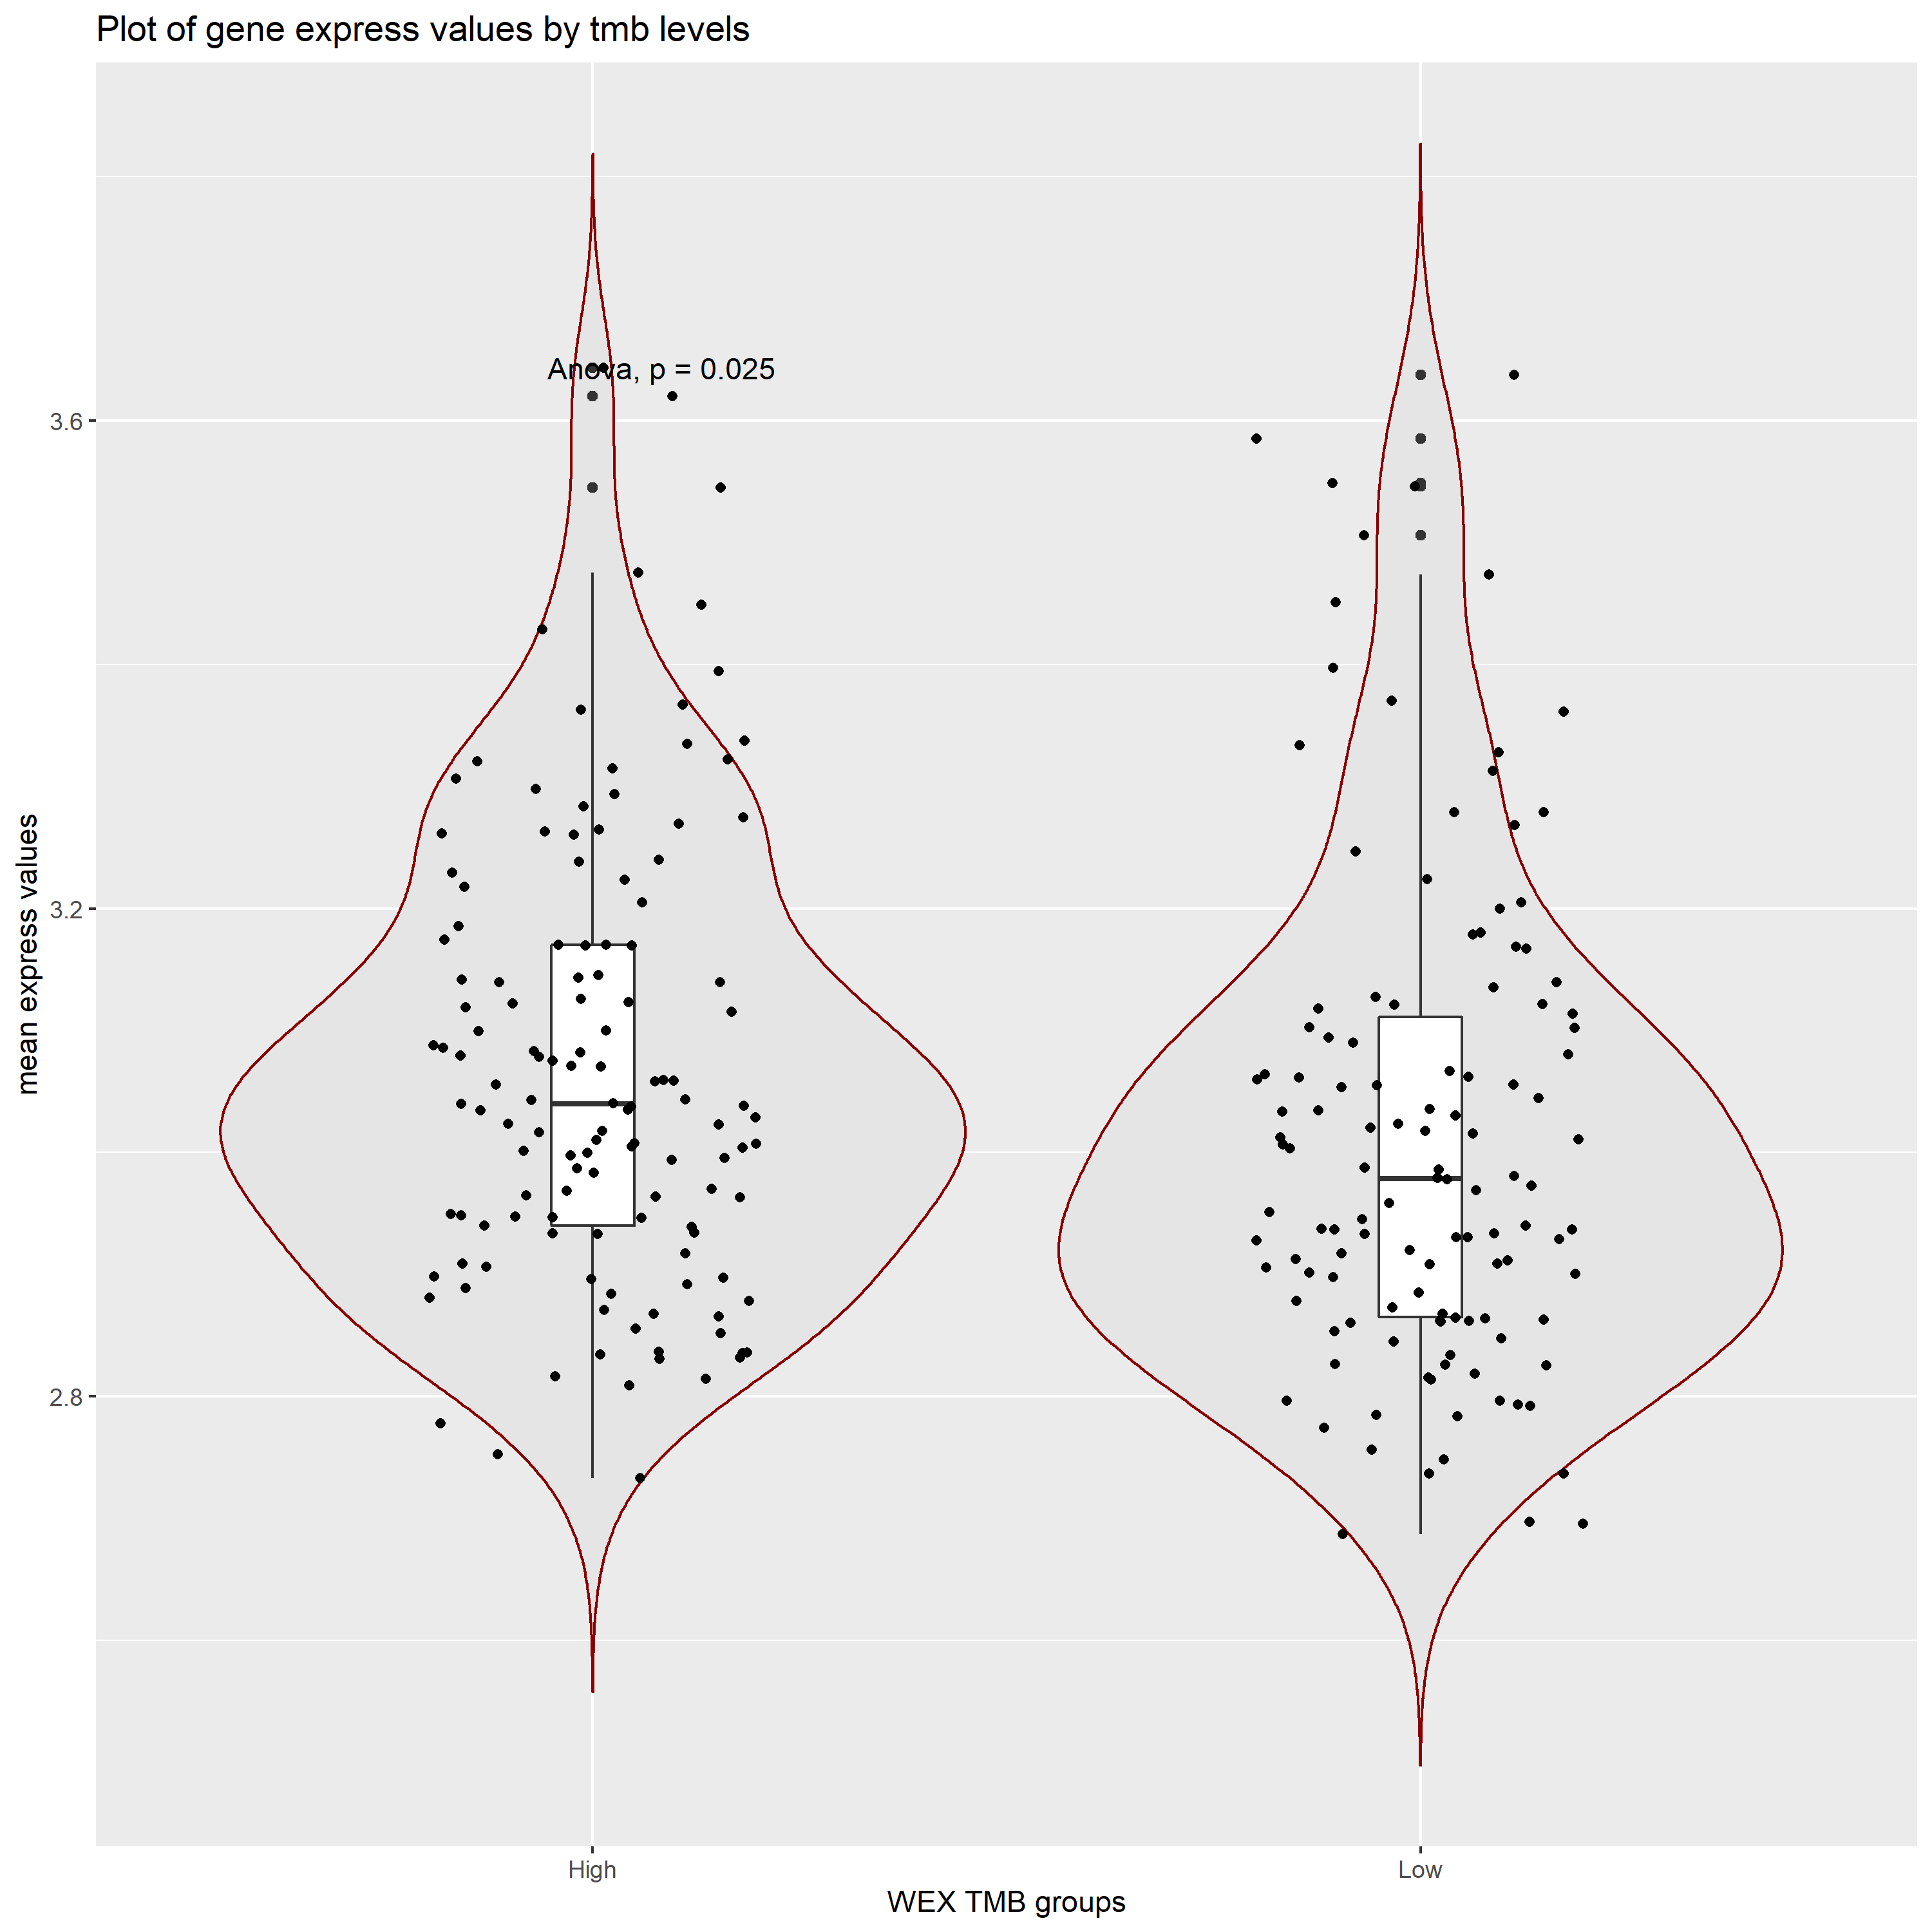 Plot of gene express values by tmb levels
Anova, p = 0.025
3.6
3.2
2.8
mean express values
High
Low
WEX TMB groups